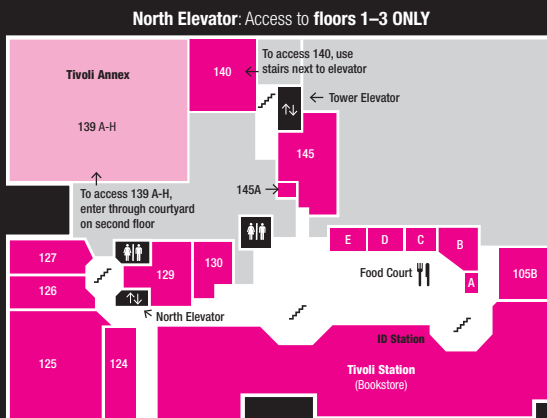 North Elevator: Access to floors 1–3 ONLY
Tivoli Annex
139 A-H
140
To access 140, use
stairs next to elevator
Tower Elevator
145
145A
To access 139 A-H,
enter through courtyard
on second floor
E
D
C
B
A
127
129
130
Food Court
105B
126
North Elevator
ID Station
125
124
Tivoli Station
(Bookstore)